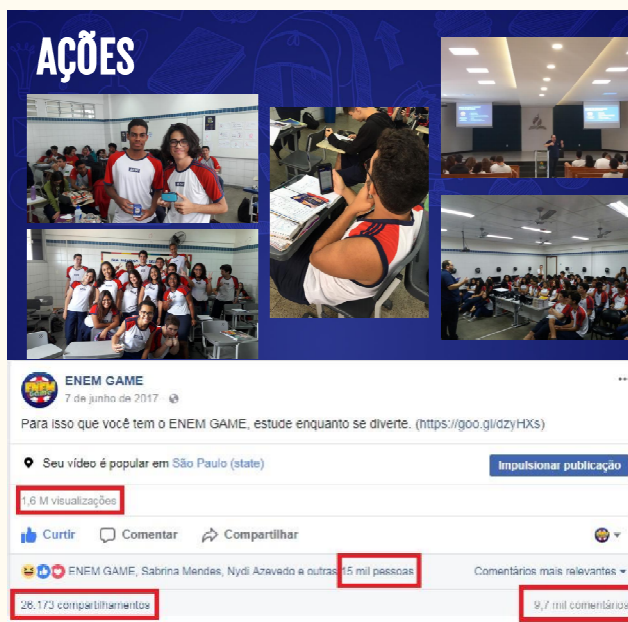 AÇÕES
ENEM GAME
7 de junho de 2017
Para isso que você tem o ENEM GAME, estude enquanto se diverte. (https://goo.gl/dzyHXs)
Seu vídeo é popular em São Paulo (state)
Impulsionar publicação
1,6 M visualizações
Curtir Comentar Compartilhar
ENEM GAME, Sabrina Mendes, Nydi Azevedo e outras 15 mil pessoas
Comentários mais relevantes
26.173 compartilhamentos
9,7 mil comentários